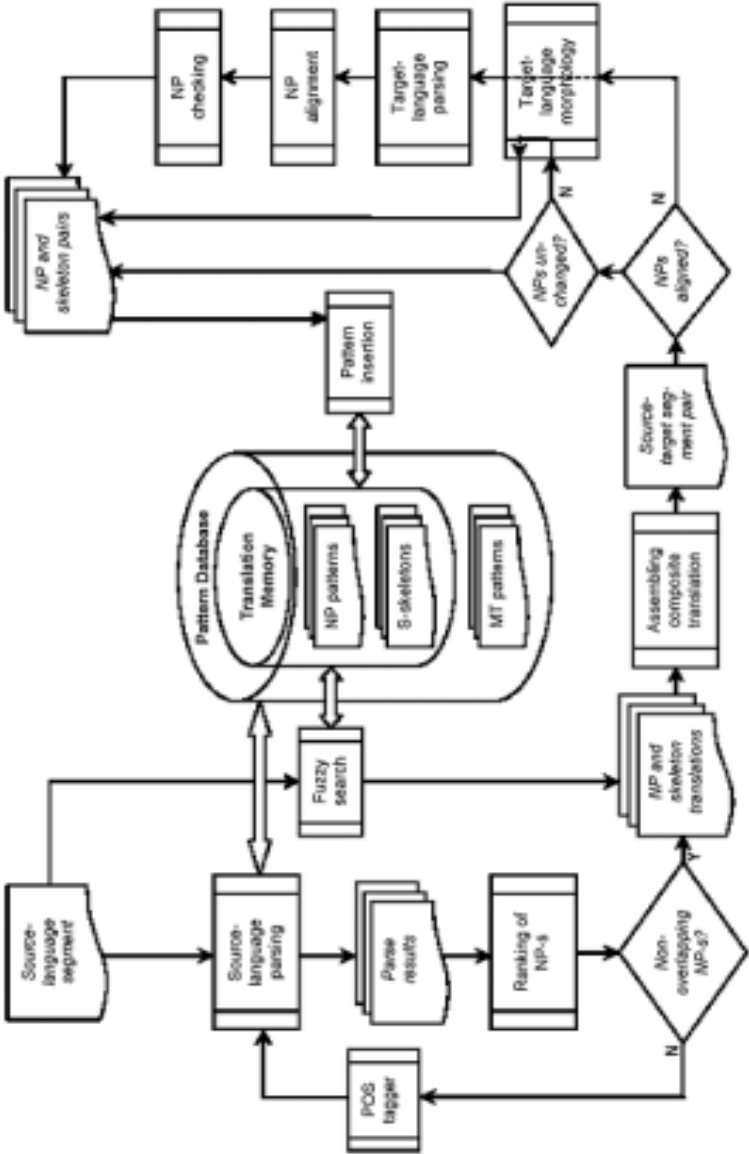 Source-
language
segment
Source-
language
parsing
POS
tagger
Parse
results
Ranking of
NP-s
Non-
overlapping
NP-s?
N
Y
Fuzzy
search
NP and
skeleton
translations
Pattern Database
Translation
Memory
NP patterns
S-skeletons
MT patterns
Assembling
composite
translation
Pattern
insertion
Source-
target seg-
ment pair
NP and
skeleton pairs
NPs un-
changed?
N
NPs
aligned?
N
NP
checking
NP
alignment
Target-
language
parsing
Target-
language
morphology